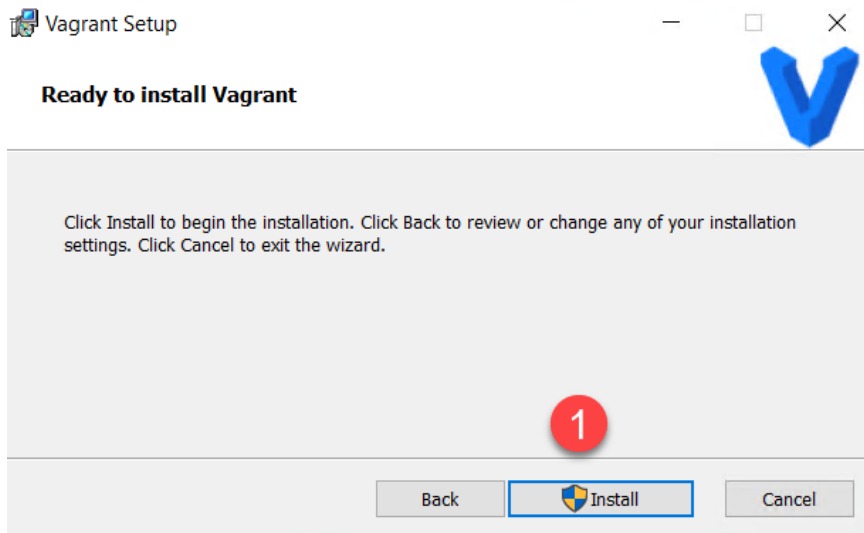 Vagrant Setup
Ready to install Vagrant
Click Install to begin the installation. Click Back to review or change any of your installation
settings. Click Cancel to exit the wizard.
1
Back Install Cancel